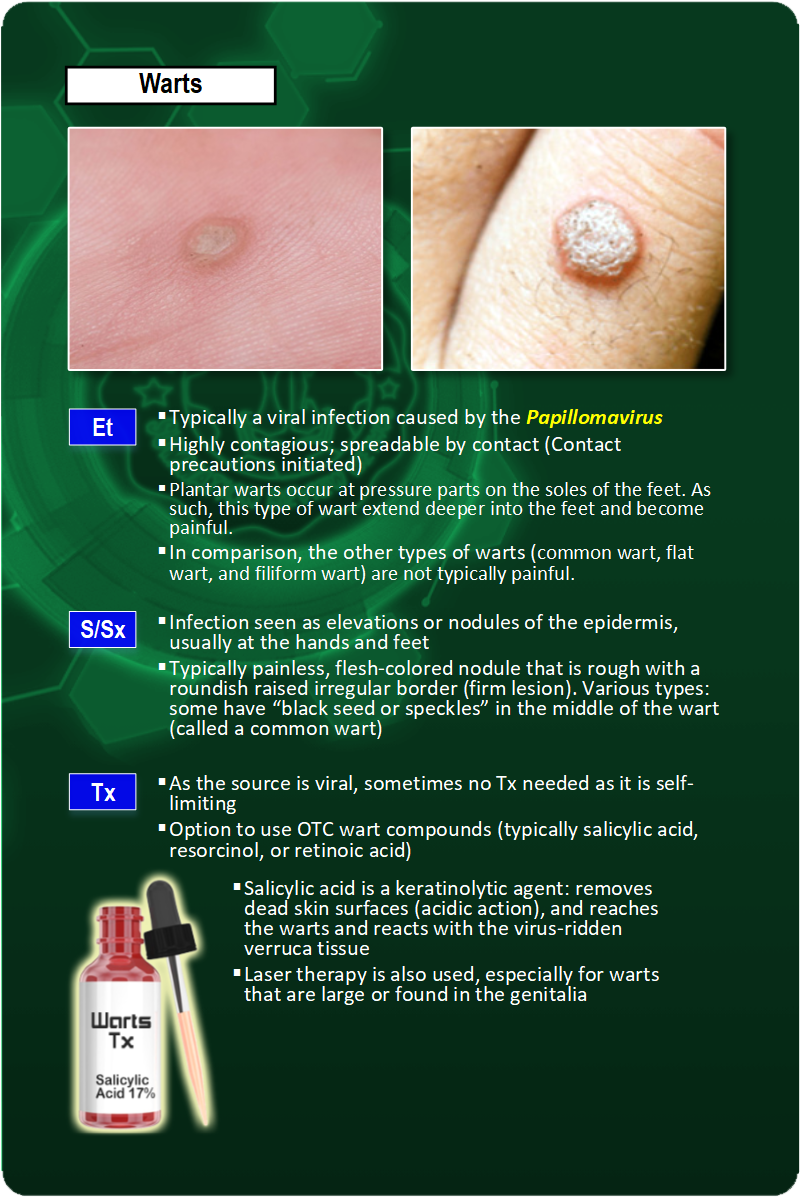 Warts
Et
▪Typically a viral infection caused by the Papillomavirus
▪Highly contagious; spreadable by contact (Contact
precautions initiated)
▪Plantar warts occur at pressure parts on the soles of the feet. As
such, this type of wart extend deeper into the feet and become
painful.
▪In comparison, the other types of warts (common wart, flat
wart, and filiform wart) are not typically painful.
S/Sx
▪Infection seen as elevations or nodules of the epidermis,
usually at the hands and feet
▪Typically painless, flesh-colored nodule that is rough with a
roundish raised irregular border (firm lesion). Various types:
some have “black seed or speckles” in the middle of the wart
(called a common wart)
Tx
▪As the source is viral, sometimes no Tx needed as it is self-
limiting
▪Option to use OTC wart compounds (typically salicylic acid,
resorcinol, or retinoic acid)
▪Salicylic acid is a keratinolytic agent: removes
dead skin surfaces (acidic action), and reaches
the warts and reacts with the virus-ridden
verruca tissue
▪Laser therapy is also used, especially for warts
that are large or found in the genitalia
Warts
Tx
Salicylic
Acid 17%